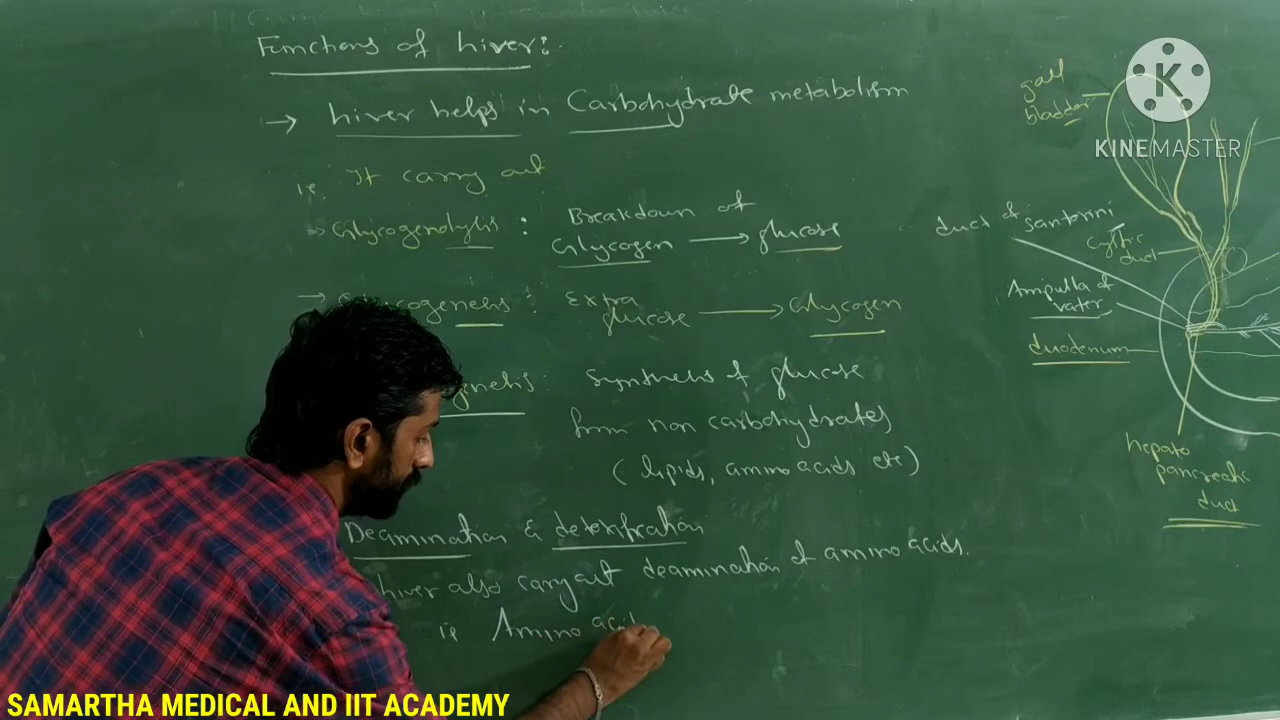 Functions of Liver:
→ Liver helps in Carbohydrate metabolism
ie, It carry out
→ Glycogenolysis : Breakdown of
Glycogen → glucose
→ Glycogenesis : Extra
glucose → Glycogen
genesis : Synthesis of glucose
from non carbohydrates
(Lipids, amino acids etc)
Deamination & detoxification
Liver also carry out deamination of amino acids.
ie Amino acid
gall
bladder
duct of santorini
Cystic
duct
Ampulla of
vater
duodenum
hepato
pancreatic
duct
KINEMASTER
SAMARTHA MEDICAL AND IIT ACADEMY